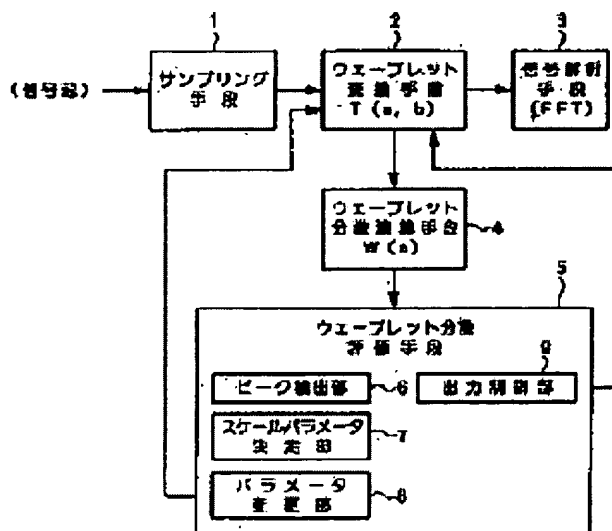 1
2
3
(信号源)
サンプリング
手段
ウェーブレット
変換手段
T(a, b)
信号解析
手段
(FFT)
ウェーブレット
分散演算手段
W(a)
4
5
ウェーブレット分散
評価手段
9
ピーク検出部
6
出力制御部
スケールパラメータ
決定部
7
パラメータ
変更部
8